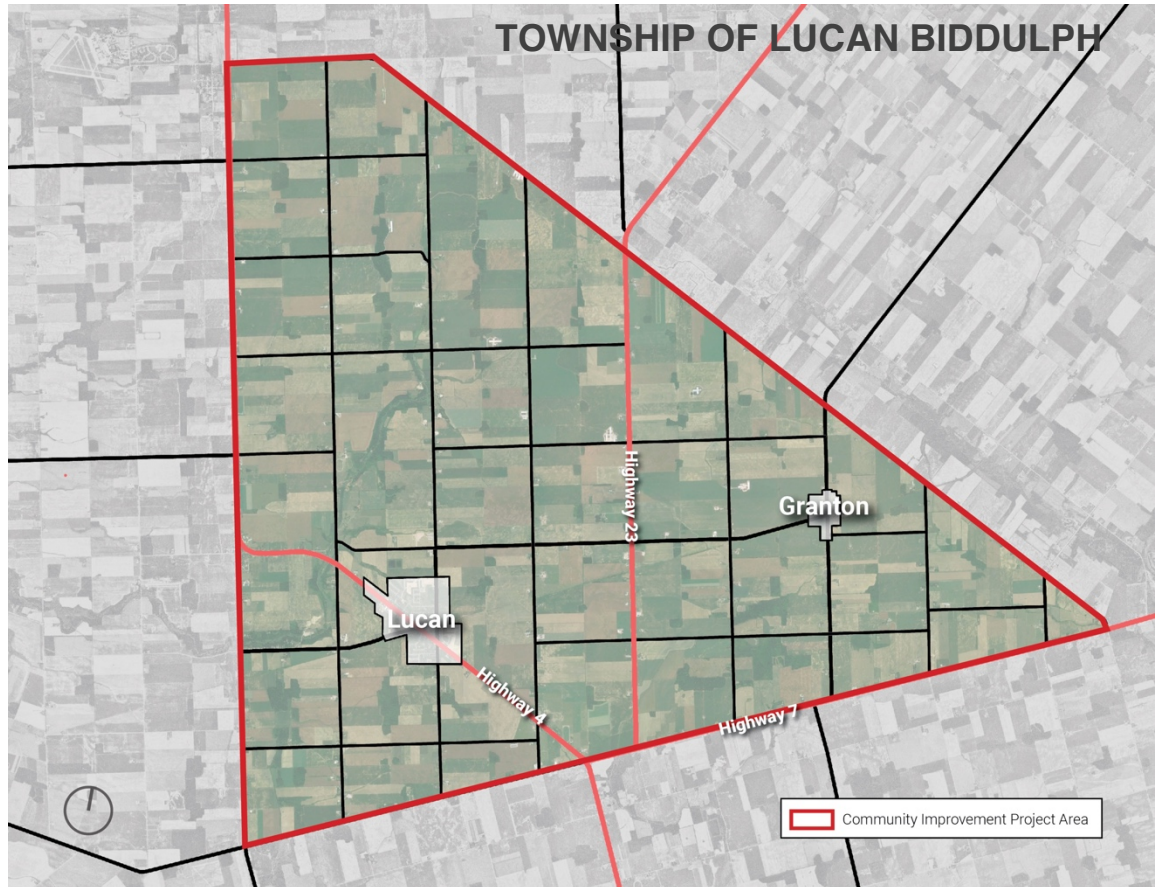 TOWNSHIP OF LUCAN BIDDULPH
Highway 23
Granton
Lucan
Highway 4
Highway 7
Community Improvement Project Area